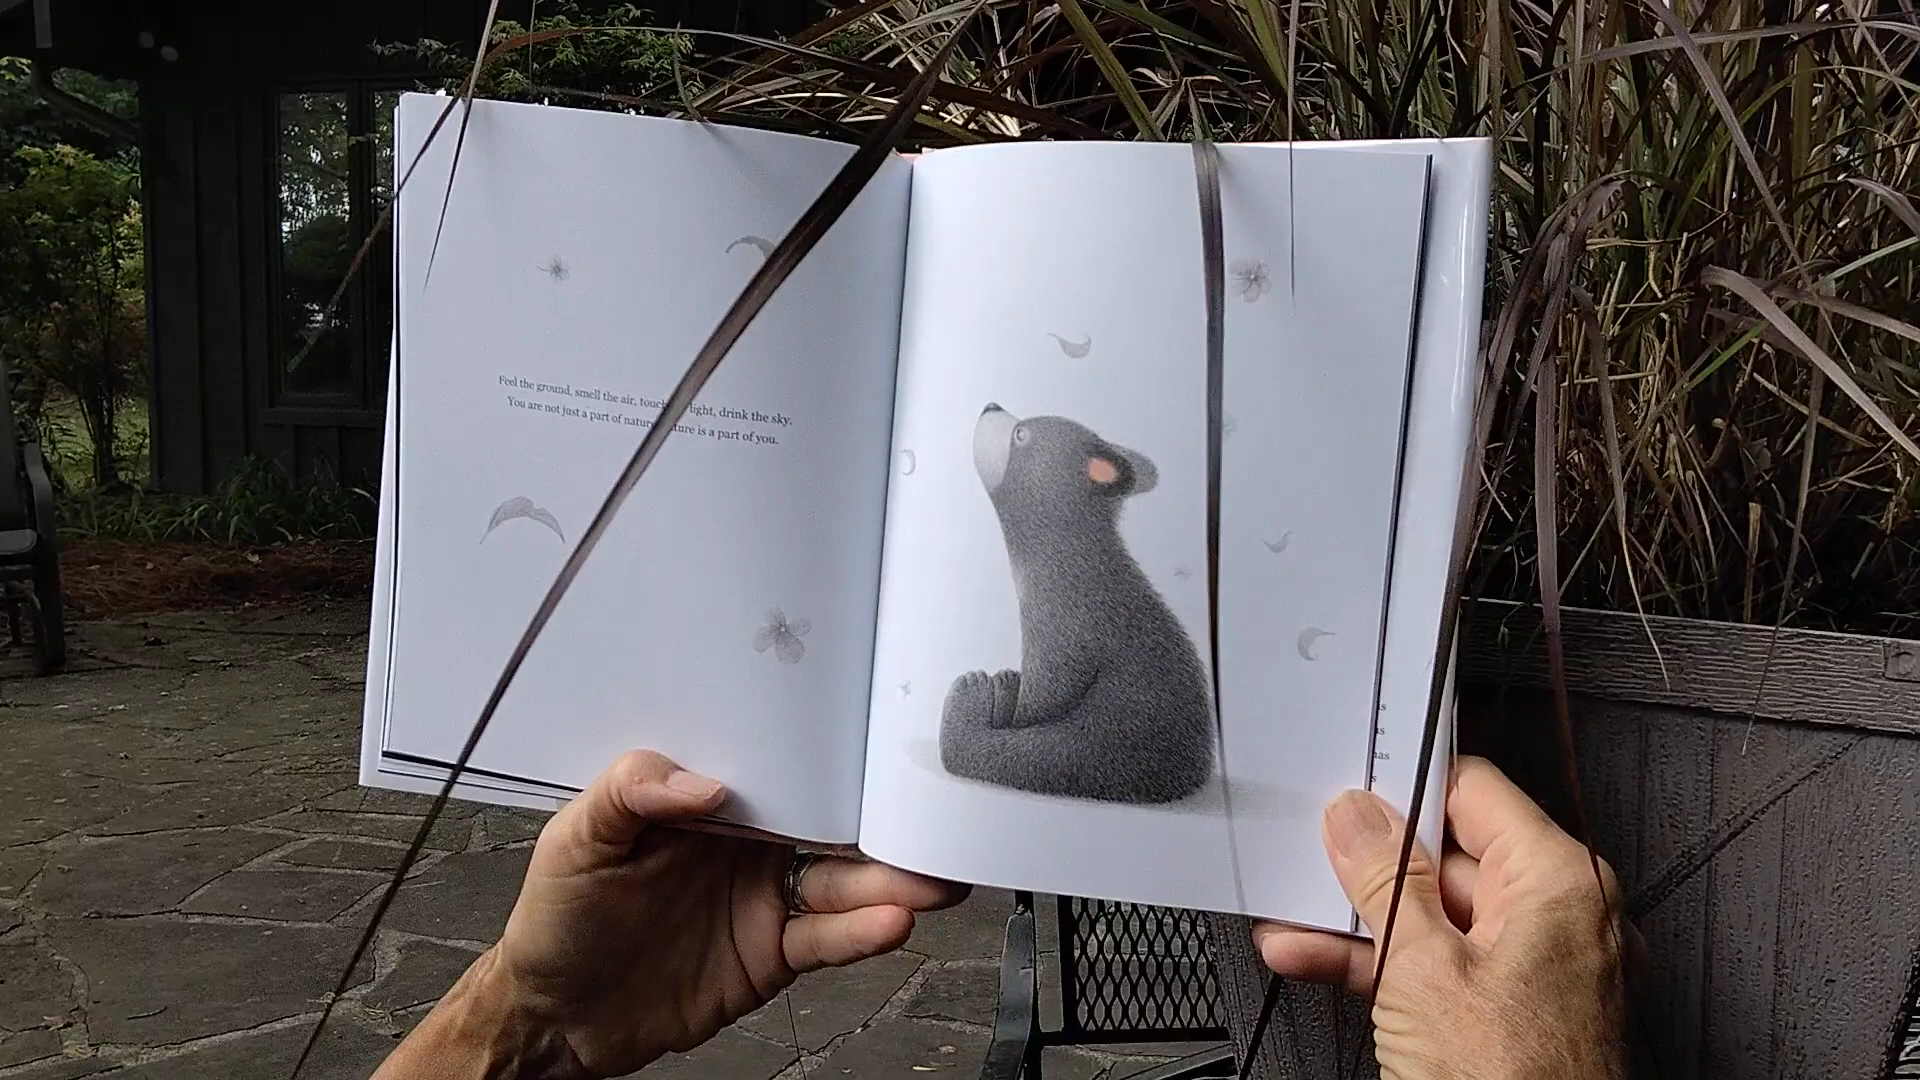 Feel the ground, smell the air, touch light, drink the sky.
You are not just a part of nature is a part of you.